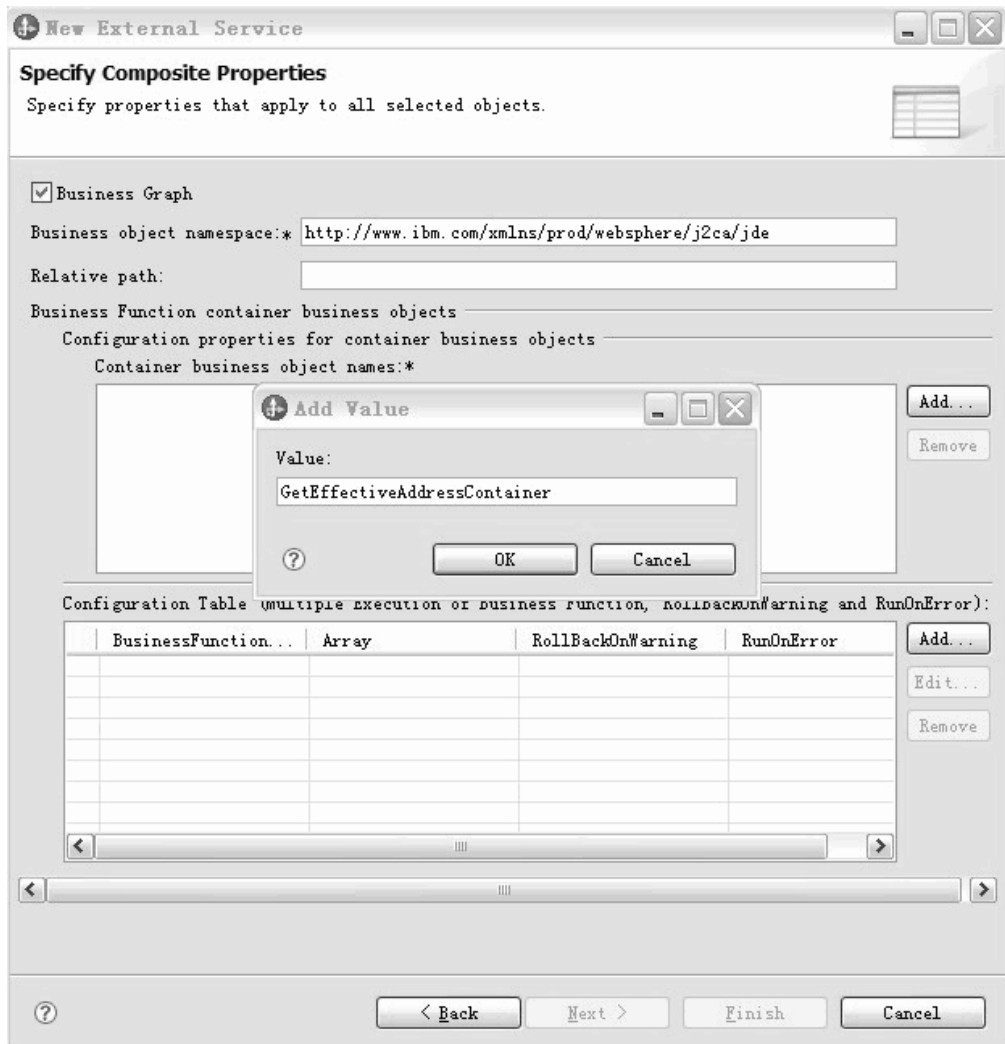 New External Service
Specify Composite Properties
Specify properties that apply to all selected objects.
Business Graph
Business object namespace:* http://www.ibm.com/xmlns/prod/websphere/j2ca/jde
Relative path:
Business Function container business objects
Configuration properties for container business objects
Container business object names:*
Add...
Remove
Add Value
Value:
GetEffectiveAddressContainer
OK Cancel
Configuration Table (Multiple Execution of Business Function, RollBackOnWarning and RunOnError):
BusinessFunction... Array RollBackOnWarning RunOnError
Add...
Edit...
Remove
< Back Next > Finish Cancel